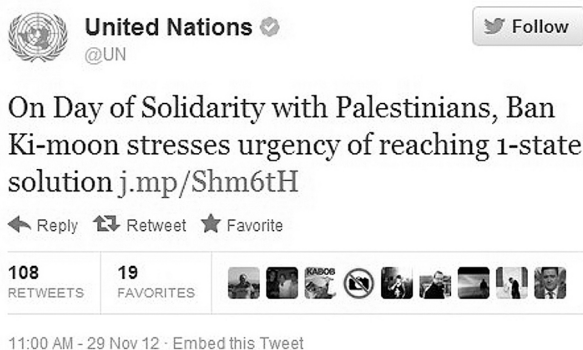 United Nations
@UN
Follow
On Day of Solidarity with Palestinians, Ban
Ki-moon stresses urgency of reaching 1-state
solution j.mp/Shm6tH
Reply Retweet Favorite
108 19
RETWEETS FAVORITES
KABOB
11:00 AM - 29 Nov 12 · Embed this Tweet